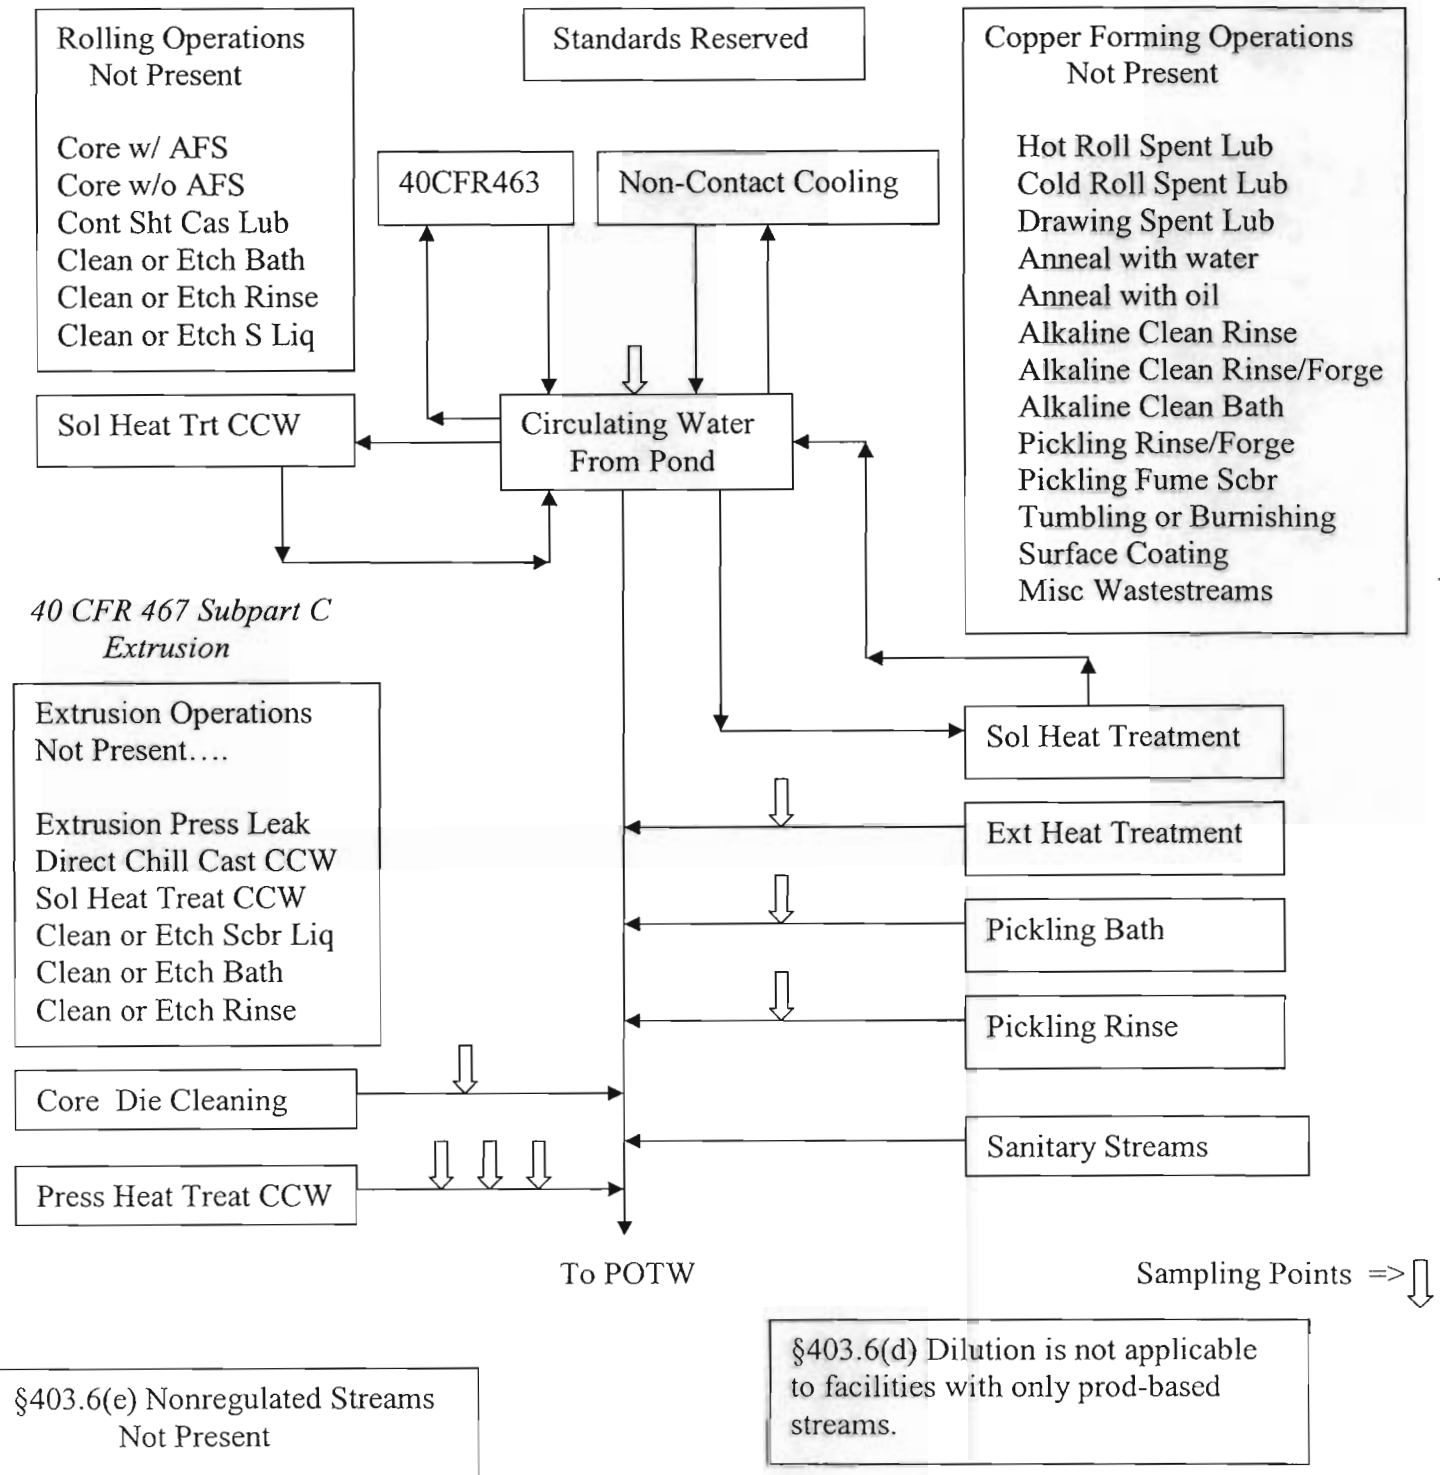 Rolling Operations
Not Present
Core w/ AFS
Core w/o AFS
Cont Sht Cas Lub
Clean or Etch Bath
Clean or Etch Rinse
Clean or Etch S Liq
Standards Reserved
Copper Forming Operations
Not Present
Hot Roll Spent Lub
Cold Roll Spent Lub
Drawing Spent Lub
Anneal with water
Anneal with oil
Alkaline Clean Rinse
Alkaline Clean Rinse/Forge
Alkaline Clean Bath
Pickling Rinse/Forge
Pickling Fume Scbr
Tumbling or Burnishing
Surface Coating
Misc Wastestreams
40CFR463
Non-Contact Cooling
Sol Heat Trt CCW
Circulating Water
From Pond
40 CFR 467 Subpart C
Extrusion
Extrusion Operations
Not Present....
Extrusion Press Leak
Direct Chill Cast CCW
Sol Heat Treat CCW
Clean or Etch Scbr Liq
Clean or Etch Bath
Clean or Etch Rinse
Sol Heat Treatment
Ext Heat Treatment
Pickling Bath
Pickling Rinse
Core Die Cleaning
Sanitary Streams
Press Heat Treat CCW
To POTW
Sampling Points =>
§403.6(d) Dilution is not applicable
to facilities with only prod-based
streams.
§403.6(e) Nonregulated Streams
Not Present